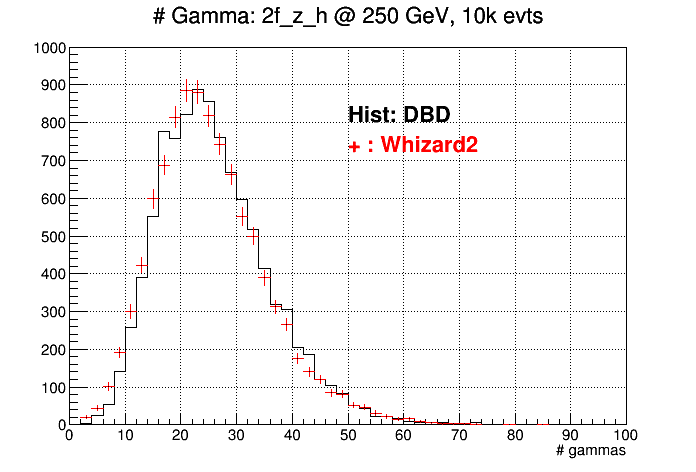 # Gamma: 2f_z_h @ 250 GeV, 10k evts
1000
900
800
700
600
500
400
300
200
100
0
Hist: DBD
+ : Whizard2
0 10 20 30 40 50 60 70 80 90 100
# gammas